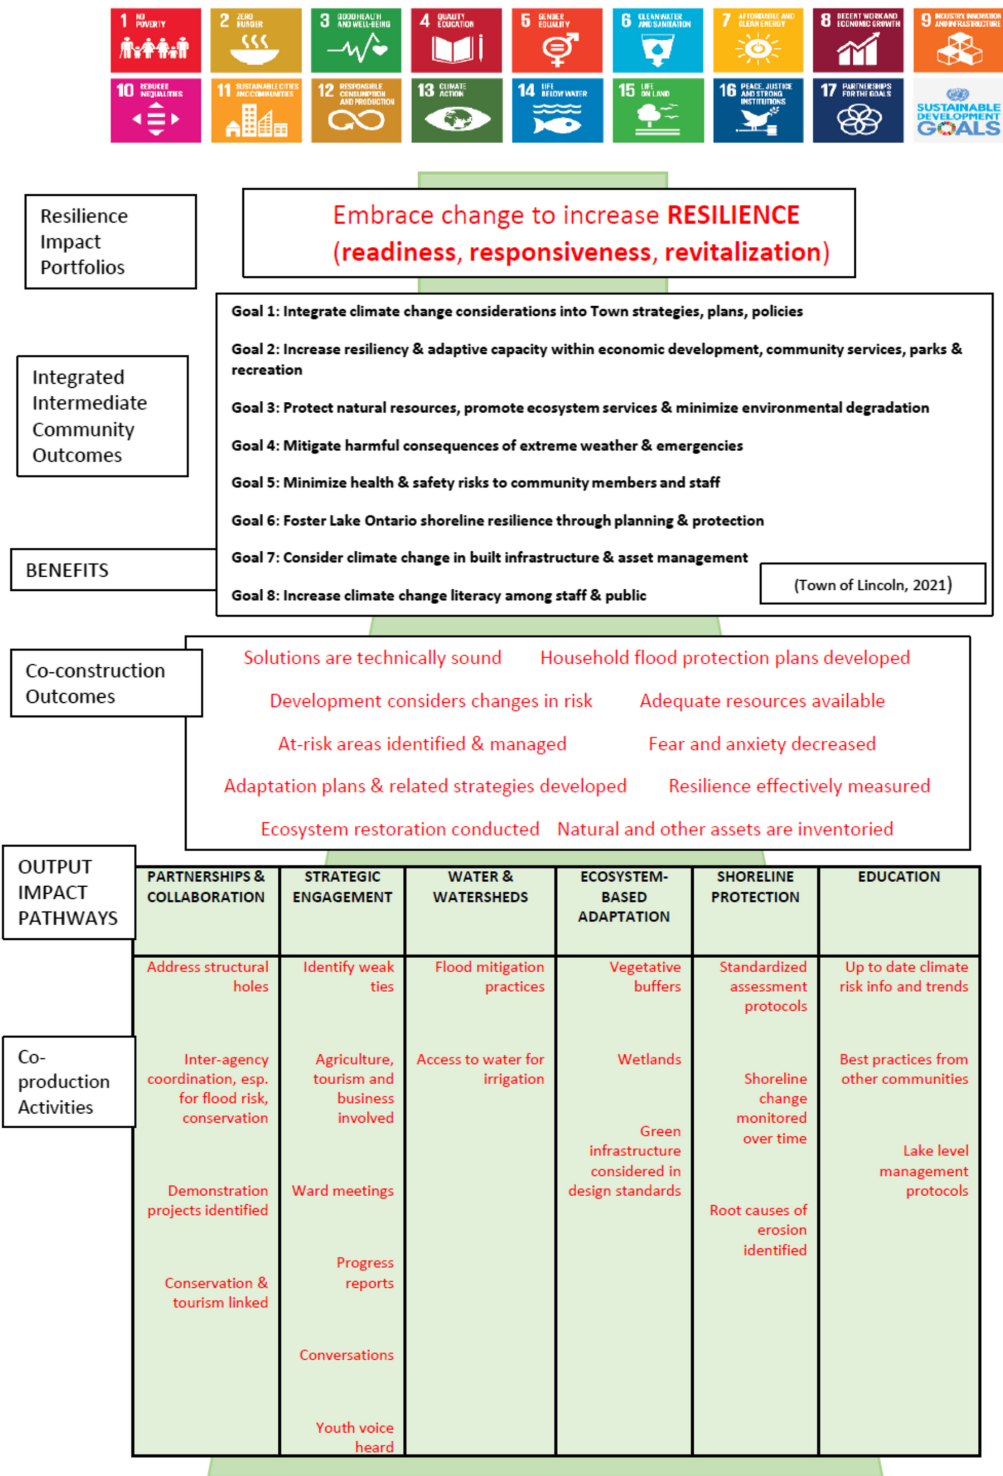 1 NO POVERTY
2 ZERO HUNGER
3 GOOD HEALTH AND WELL-BEING
4 QUALITY EDUCATION
5 GENDER EQUALITY
6 CLEAN WATER AND SANITATION
7 AFFORDABLE AND CLEAN ENERGY
8 DECENT WORK AND ECONOMIC GROWTH
9 INDUSTRY, INNOVATION AND INFRASTRUCTURE
10 REDUCED INEQUALITIES
11 SUSTAINABLE CITIES AND COMMUNITIES
12 RESPONSIBLE CONSUMPTION AND PRODUCTION
13 CLIMATE ACTION
14 LIFE BELOW WATER
15 LIFE ON LAND
16 PEACE, JUSTICE AND STRONG INSTITUTIONS
17 PARTNERSHIPS FOR THE GOALS
SUSTAINABLE
DEVELOPMENT
GOALS
Resilience
Impact
Portfolios
Embrace change to increase RESILIENCE
(readiness, responsiveness, revitalization)
Integrated
Intermediate
Community
Outcomes
BENEFITS
Goal 1: Integrate climate change considerations into Town strategies, plans, policies
Goal 2: Increase resiliency & adaptive capacity within economic development, community services, parks &
recreation
Goal 3: Protect natural resources, promote ecosystem services & minimize environmental degradation
Goal 4: Mitigate harmful consequences of extreme weather & emergencies
Goal 5: Minimize health & safety risks to community members and staff
Goal 6: Foster Lake Ontario shoreline resilience through planning & protection
Goal 7: Consider climate change in built infrastructure & asset management
Goal 8: Increase climate change literacy among staff & public
(Town of Lincoln, 2021)
Co-construction
Outcomes
Solutions are technically sound Household flood protection plans developed
Development considers changes in risk Adequate resources available
At-risk areas identified & managed Fear and anxiety decreased
Adaptation plans & related strategies developed Resilience effectively measured
Ecosystem restoration conducted Natural and other assets are inventoried
OUTPUT
IMPACT
PATHWAYS
Co-
production
Activities
PARTNERSHIPS &
COLLABORATION
Address structural
holes
Inter-agency
coordination, esp.
for flood risk,
conservation
Demonstration
projects identified
Conservation &
tourism linked
STRATEGIC
ENGAGEMENT
Identify weak
ties
Agriculture,
tourism and
business
involved
Ward meetings
Progress
reports
Conversations
Youth voice
heard
WATER &
WATERSHEDS
Flood mitigation
practices
Access to water for
irrigation
ECOSYSTEM-
BASED
ADAPTATION
Vegetative
buffers
Wetlands
Green
infrastructure
considered in
design standards
SHORELINE
PROTECTION
Standardized
assessment
protocols
Shoreline
change
monitored
over time
Root causes of
erosion
identified
EDUCATION
Up to date climate
risk info and trends
Best practices from
other communities
Lake level
management
protocols